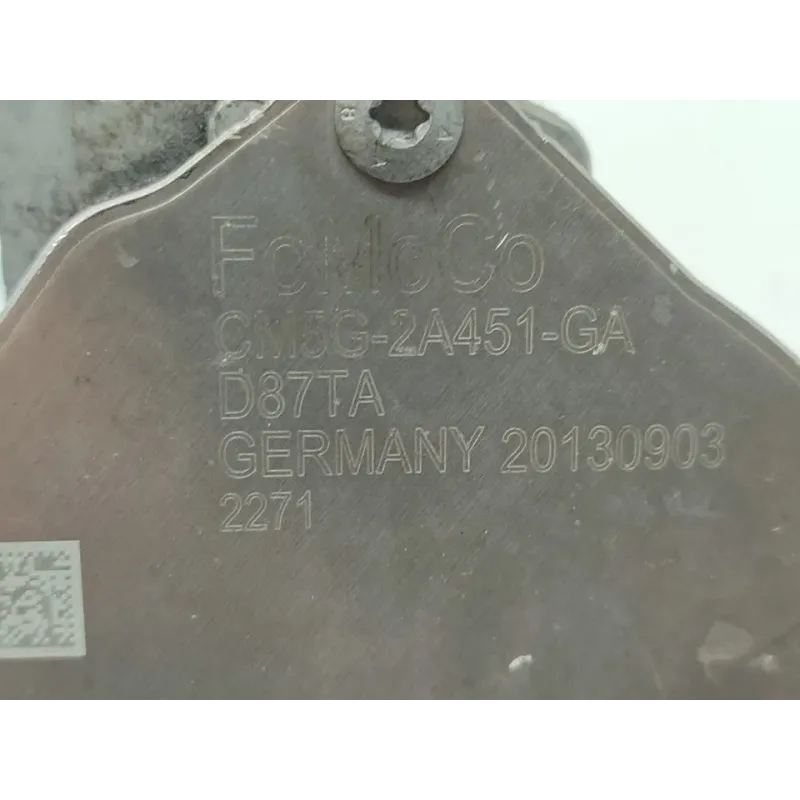 FoMoCo
CM5G-2A451-GA
D87TA
GERMANY 20130903
2271